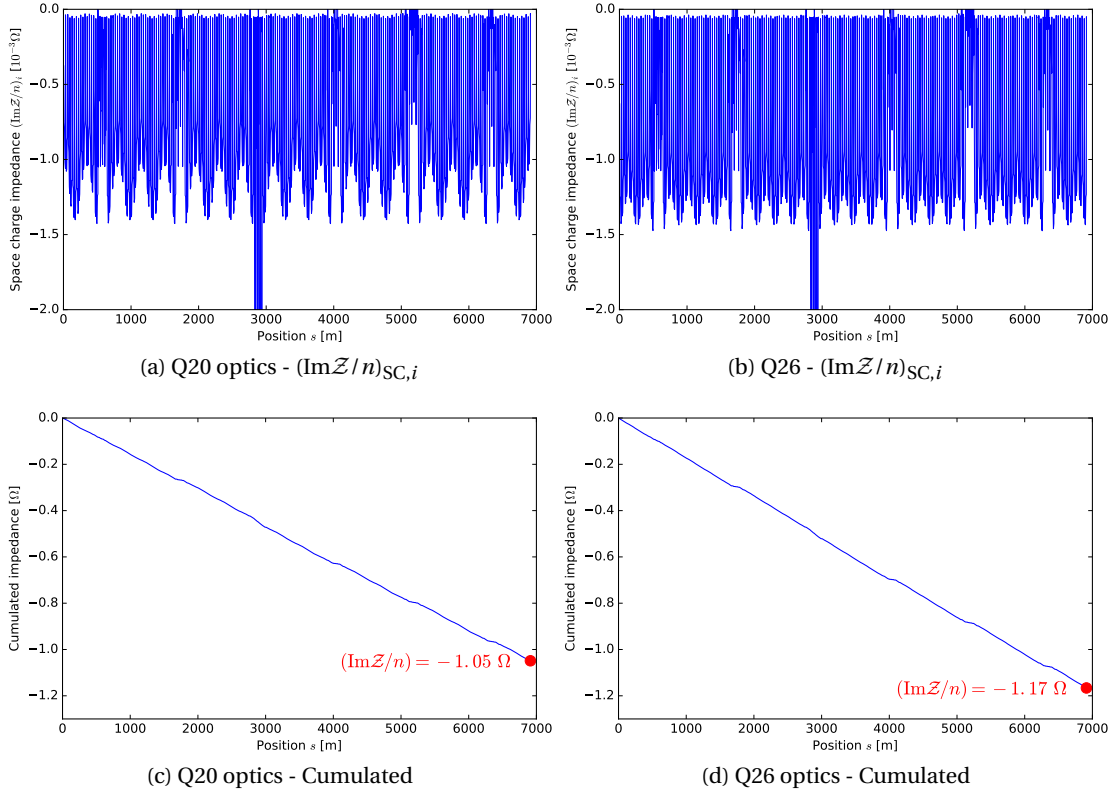 0.0
−0.5
−1.0
−1.5
−2.0
0 1000 2000 3000 4000 5000 6000 7000
Position s [m]
Space charge impedance (Im𝒵/n)ᵢ [10⁻³Ω]
(a) Q20 optics - (Im𝒵/n)SC,i
0.0
−0.5
−1.0
−1.5
−2.0
0 1000 2000 3000 4000 5000 6000 7000
Position s [m]
Space charge impedance (Im𝒵/n)ᵢ [10⁻³Ω]
(b) Q26 - (Im𝒵/n)SC,i
0.0
−0.2
−0.4
−0.6
−0.8
−1.0
−1.2
0 1000 2000 3000 4000 5000 6000 7000
Position s [m]
Cumulated impedance [Ω]
(Im𝒵/n) = −1.05 Ω
(c) Q20 optics - Cumulated
0.0
−0.2
−0.4
−0.6
−0.8
−1.0
−1.2
0 1000 2000 3000 4000 5000 6000 7000
Position s [m]
Cumulated impedance [Ω]
(Im𝒵/n) = −1.17 Ω
(d) Q26 optics - Cumulated